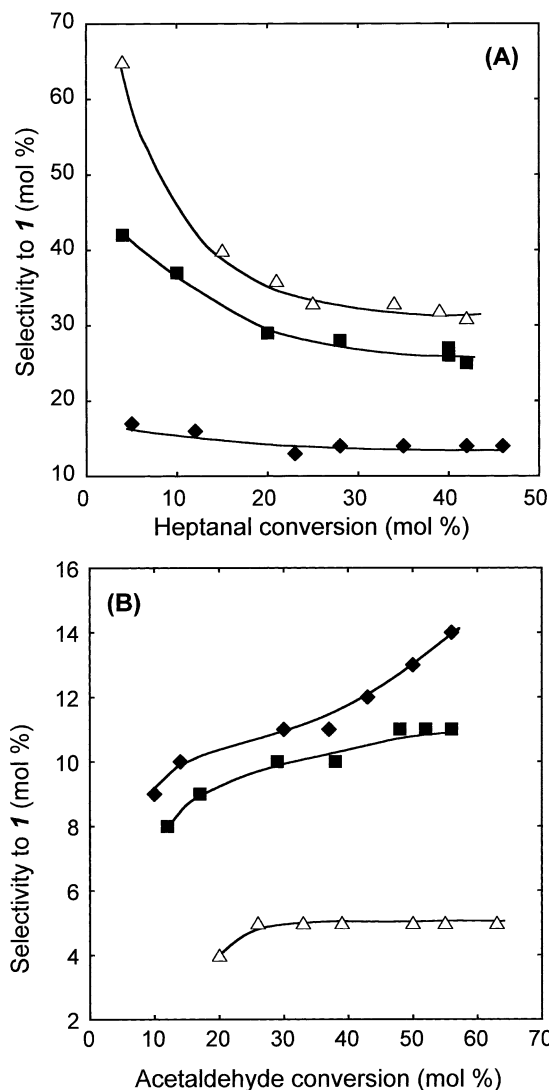 70
60
50
40
30
20
10
(A)
Selectivity to 1 (mol %)
0 10 20 30 40 50
Heptanal conversion (mol %)
16
14
12
10
8
6
4
2
(B)
Selectivity to 1 (mol %)
0 10 20 30 40 50 60 70
Acetaldehyde conversion (mol %)